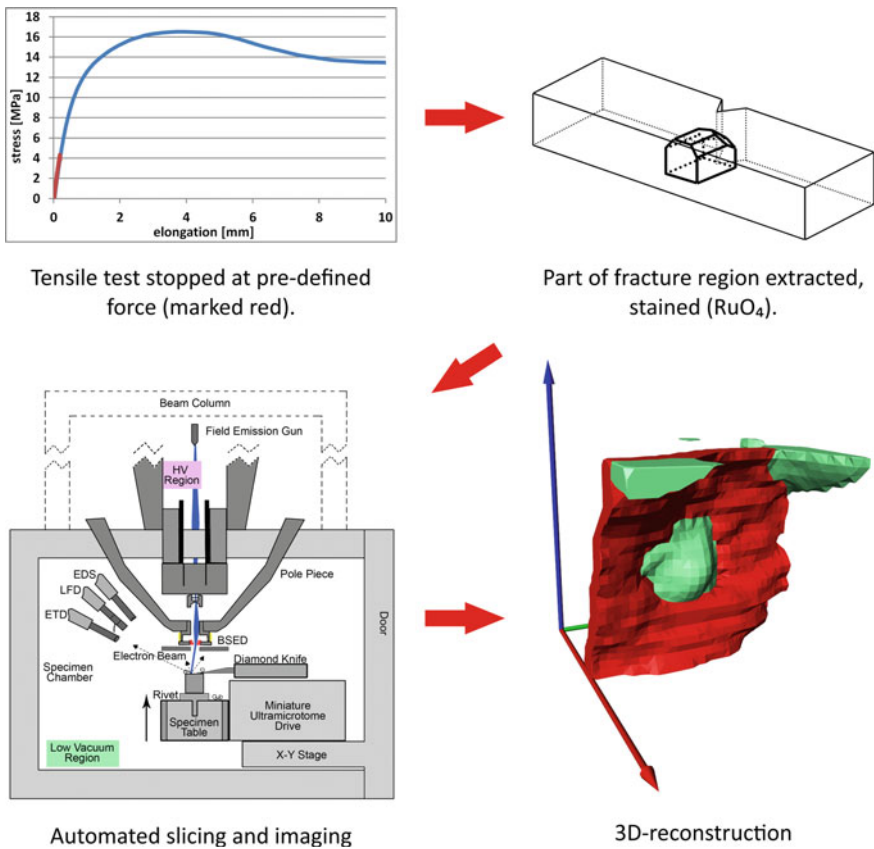 18
16
14
12
10
8
6
4
2
0
stress [MPa]
0 2 4 6 8 10
elongation [mm]
Tensile test stopped at pre-defined
force (marked red).
Part of fracture region extracted,
stained (RuO₄).
Beam Column
Field Emission Gun
HV
Region
EDS
LFD
ETD
Pole Piece
Door
BSED
Electron Beam
Specimen
Chamber
Diamond Knife
Rivet
Specimen
Table
Miniature
Ultramicrotome
Drive
Low Vacuum
Region
X-Y Stage
Automated slicing and imaging
3D-reconstruction